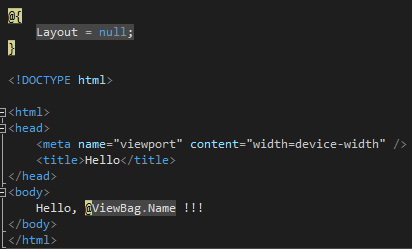 @{
    Layout = null;
}
<!DOCTYPE html>
<html>
<head>
    <meta name="viewport" content="width=device-width" />
    <title>Hello</title>
</head>
<body>
    Hello, @ViewBag.Name !!!
</body>
</html>